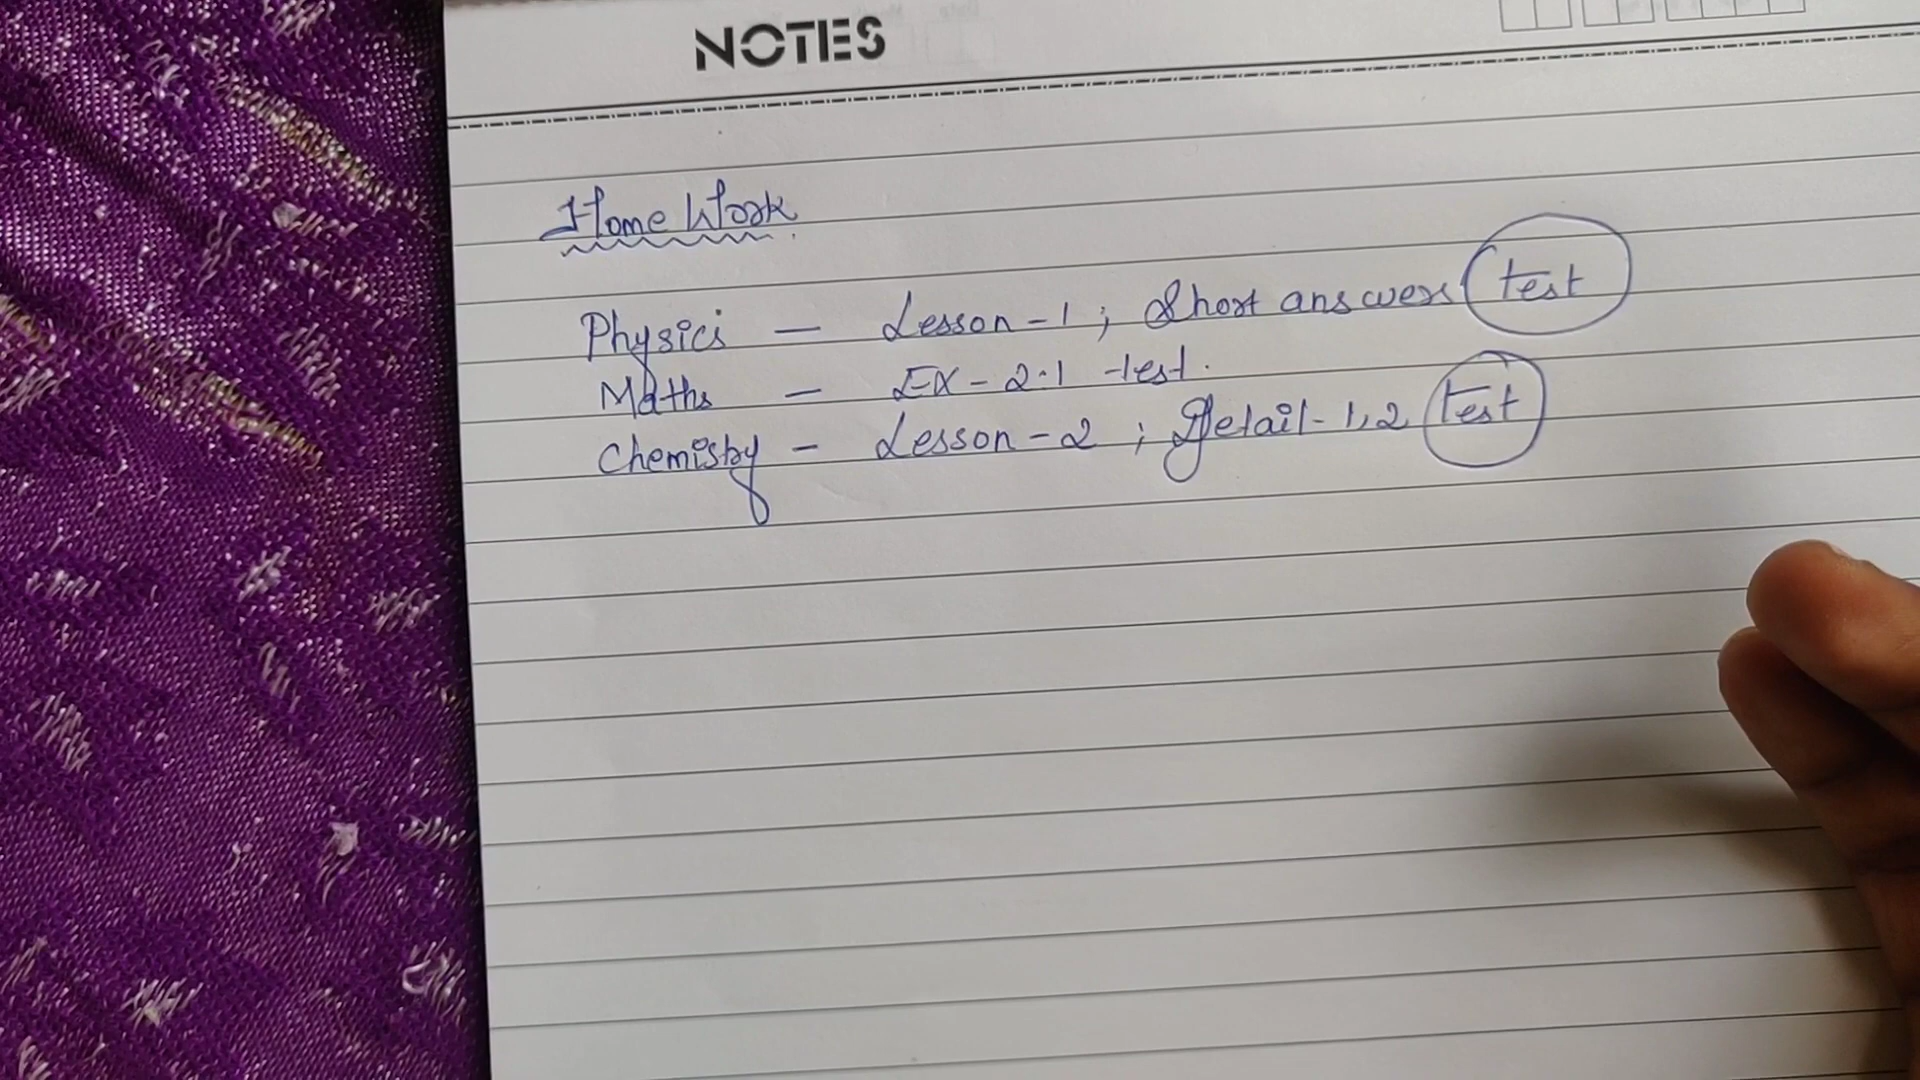 NOTES
Home Work
Physics - Lesson-1; Short answers test
Maths - Ex-2.1 test.
Chemistry - Lesson-2; Detail-1,2 test